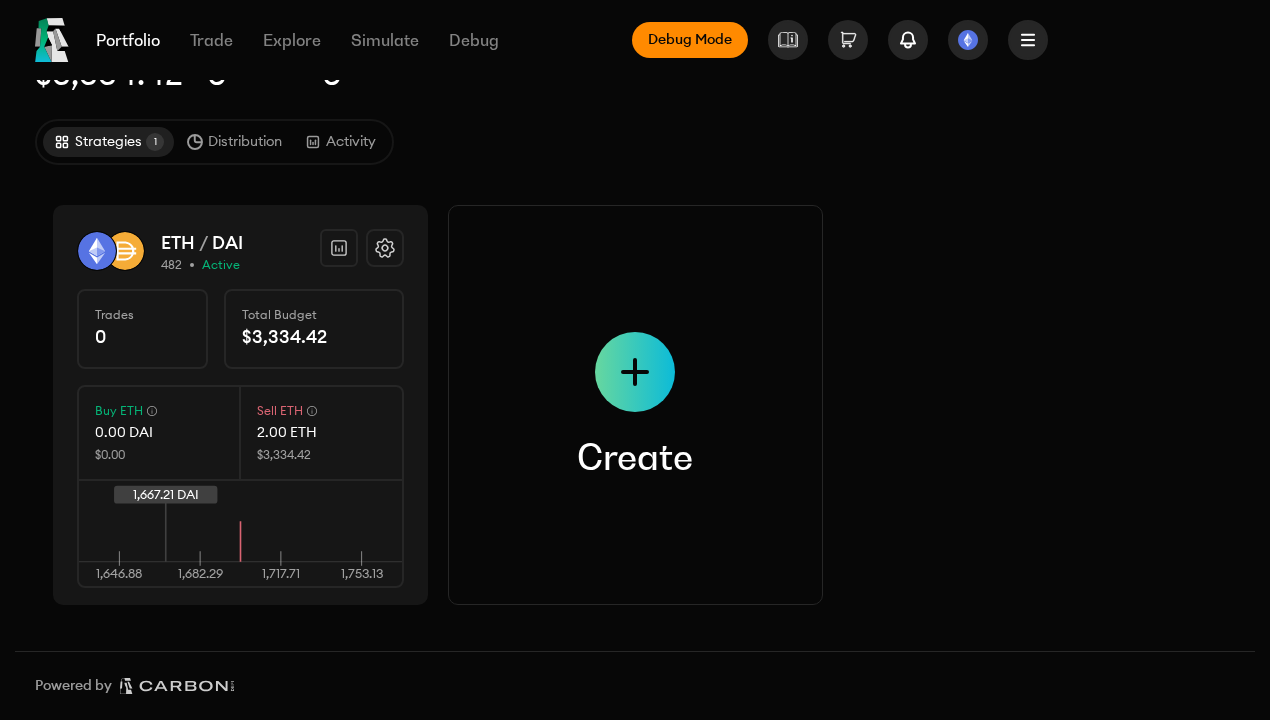 Portfolio Trade Explore Simulate Debug Debug Mode
Strategies 1 Distribution Activity
ETH / DAI
482 • Active
Trades
0
Total Budget
$3,334.42
Buy ETH
0.00 DAI
$0.00
Sell ETH
2.00 ETH
$3,334.42
1,667.21 DAI
1,646.88 1,682.29 1,717.71 1,753.13
Create
Powered by CARBON